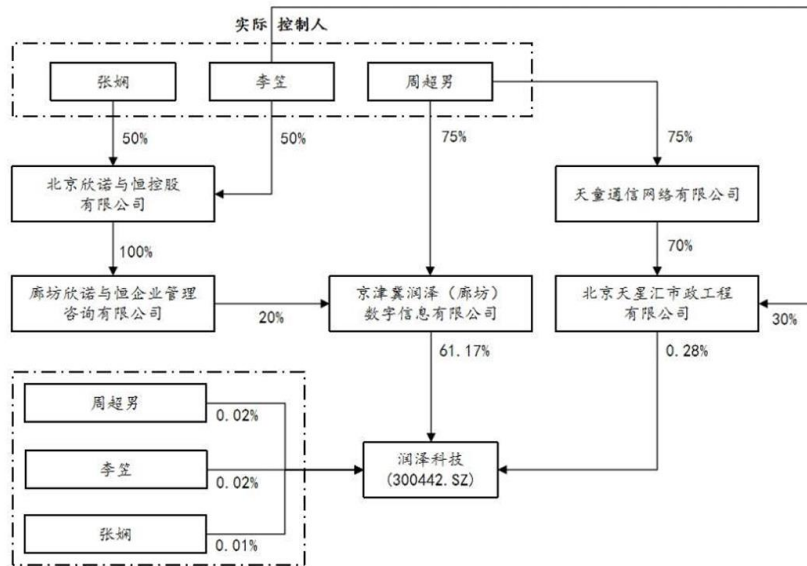 实际 控制人
张娴
李笠
周超男
50%
50%
75%
75%
北京欣诺与恒控股
有限公司
天童通信网络有限公司
100%
70%
廊坊欣诺与恒企业管理
咨询有限公司
20%
京津冀润泽（廊坊）
数字信息有限公司
北京天星汇市政工程
有限公司
30%
61.17%
0.28%
周超男
0.02%
李笠
0.02%
张娴
0.01%
润泽科技
(300442.SZ)